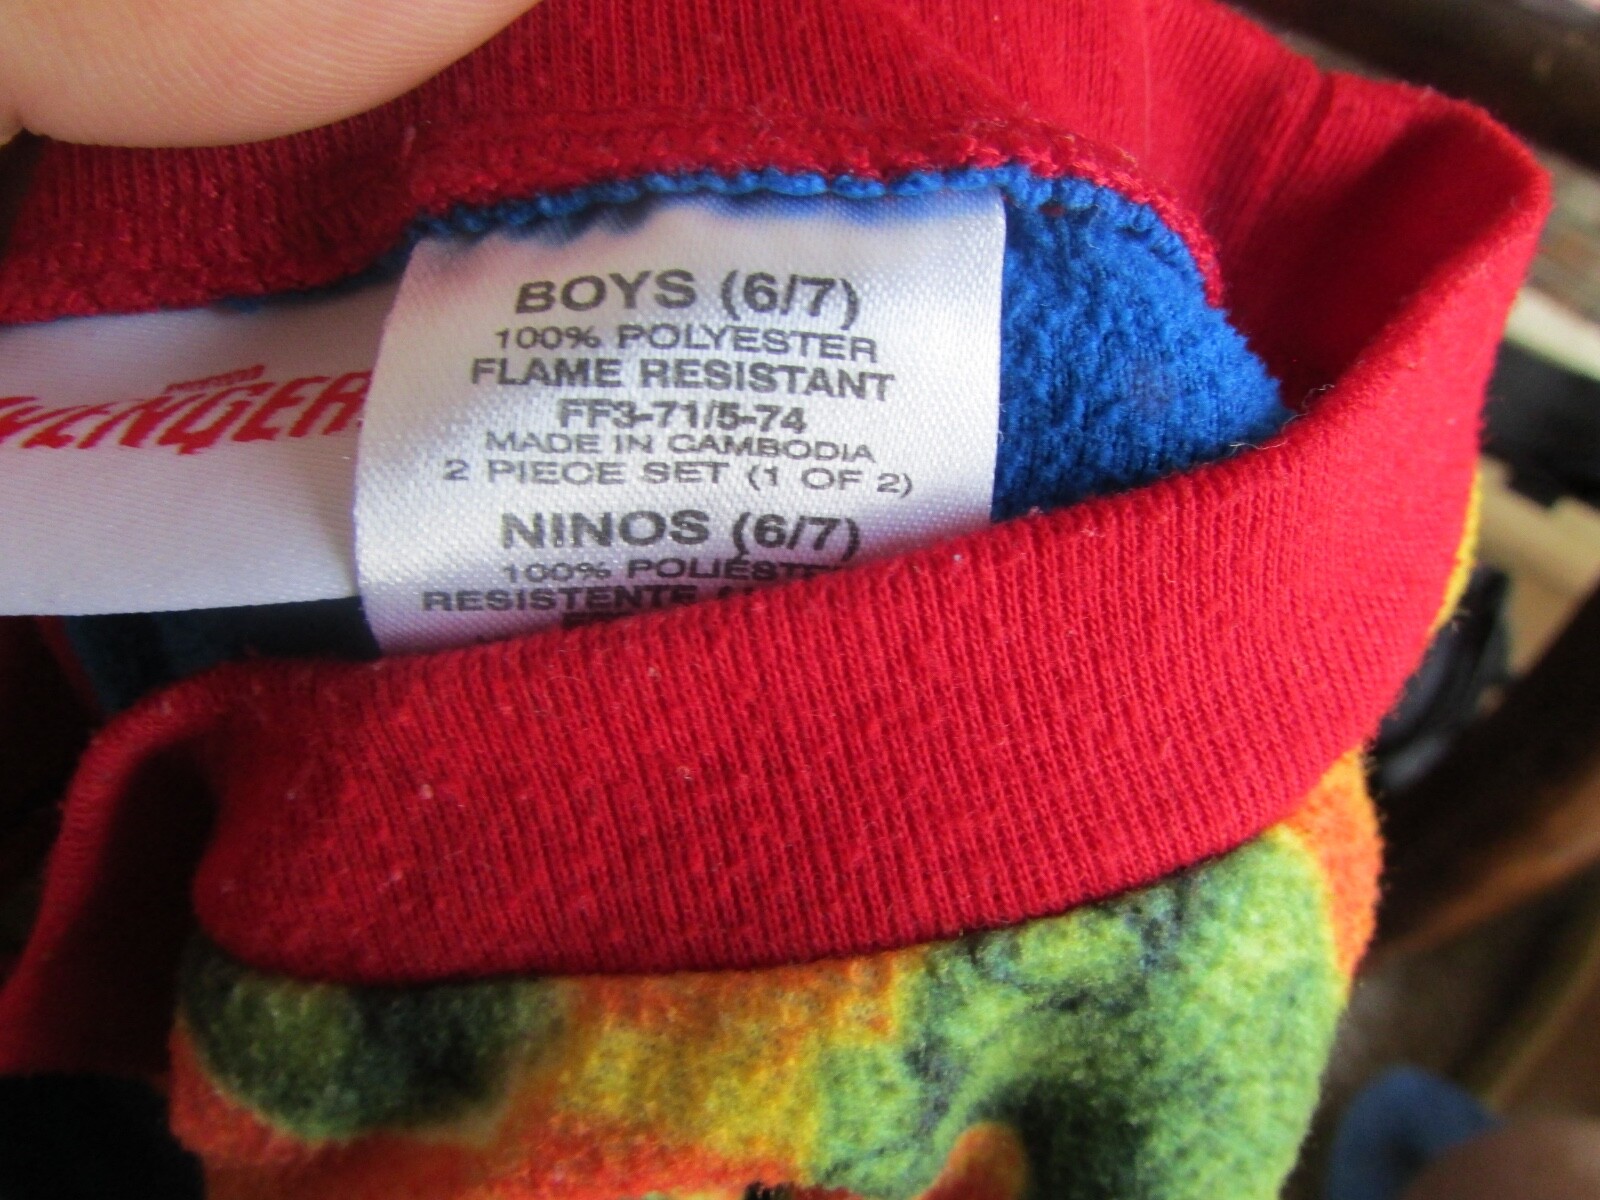 BOYS (6/7)
100% POLYESTER
FLAME RESISTANT
FF3-71/5-74
MADE IN CAMBODIA
2 PIECE SET (1 OF 2)
NINOS (6/7)
100%
RESISTENTE